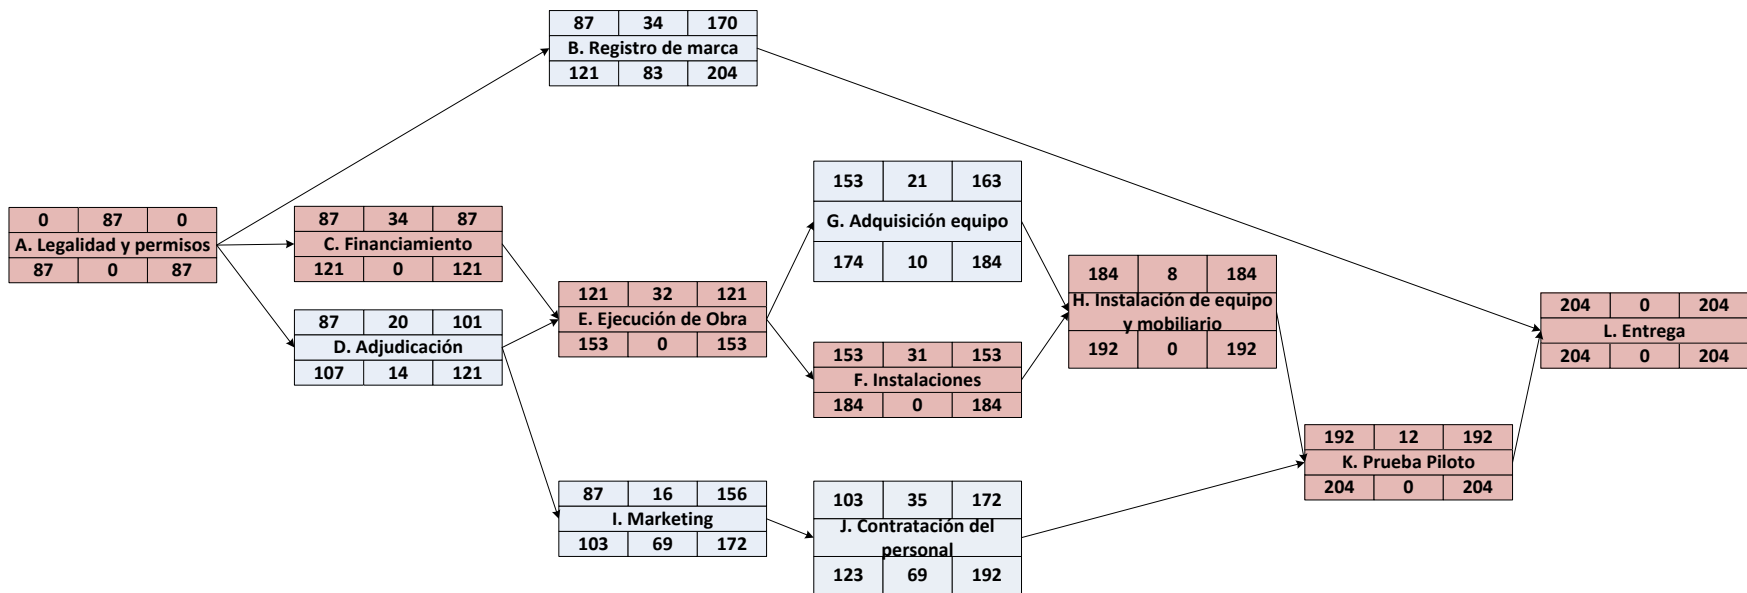 87 34 170
B. Registro de marca
121 83 204
153 21 163
G. Adquisición equipo
174 10 184
0 87 0
A. Legalidad y permisos
87 0 87
87 34 87
C. Financiamiento
121 0 121
184 8 184
H. Instalación de equipo
y mobiliario
192 0 192
121 32 121
E. Ejecución de Obra
153 0 153
204 0 204
L. Entrega
204 0 204
87 20 101
D. Adjudicación
107 14 121
153 31 153
F. Instalaciones
184 0 184
192 12 192
K. Prueba Piloto
204 0 204
87 16 156
I. Marketing
103 69 172
103 35 172
J. Contratación del
personal
123 69 192